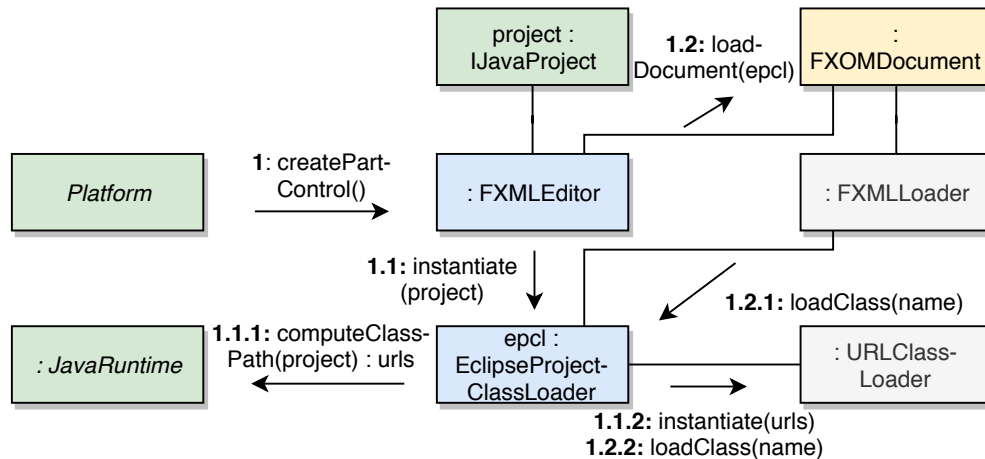 project :
IJavaProject
1.2: load-
Document(epcl)
:
FXOMDocument
Platform
1: createPart-
Control()
: FXMLEditor
: FXMLLoader
1.1: instantiate
(project)
1.2.1: loadClass(name)
: JavaRuntime
1.1.1: computeClass-
Path(project) : urls
epcl :
EclipseProject-
ClassLoader
: URLClass-
Loader
1.1.2: instantiate(urls)
1.2.2: loadClass(name)